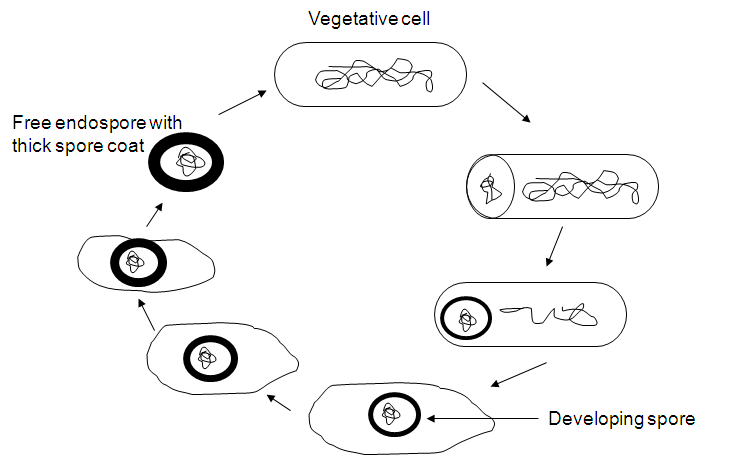 Vegetative cell
Free endospore with
thick spore coat
Developing spore